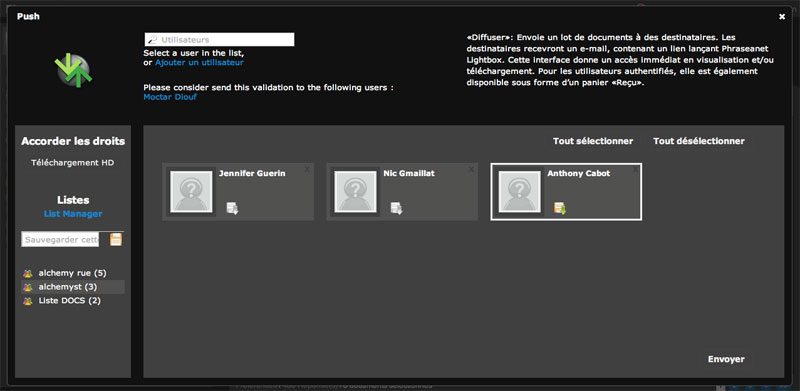 Push
Utilisateurs
Select a user in the list,
or Ajouter un utilisateur
Please consider send this validation to the following users :
Moctar Diouf
«Diffuser»: Envoie un lot de documents à des destinataires. Les
destinataires recevront un e-mail, contenant un lien lançant Phraseanet
Lightbox. Cette interface donne un accès immédiat en visualisation et/ou
téléchargement. Pour les utilisateurs authentifiés, elle est également
disponible sous forme d'un panier «Reçu».
Accorder les droits
Téléchargement HD
Listes
List Manager
Sauvegarder cett
alchemy rue (5)
alchemyst (3)
Liste DOCS (2)
Tout sélectionner
Tout désélectionner
Jennifer Guerin
Nic Gmaillat
Anthony Cabot
Envoyer
documents sélectionnés